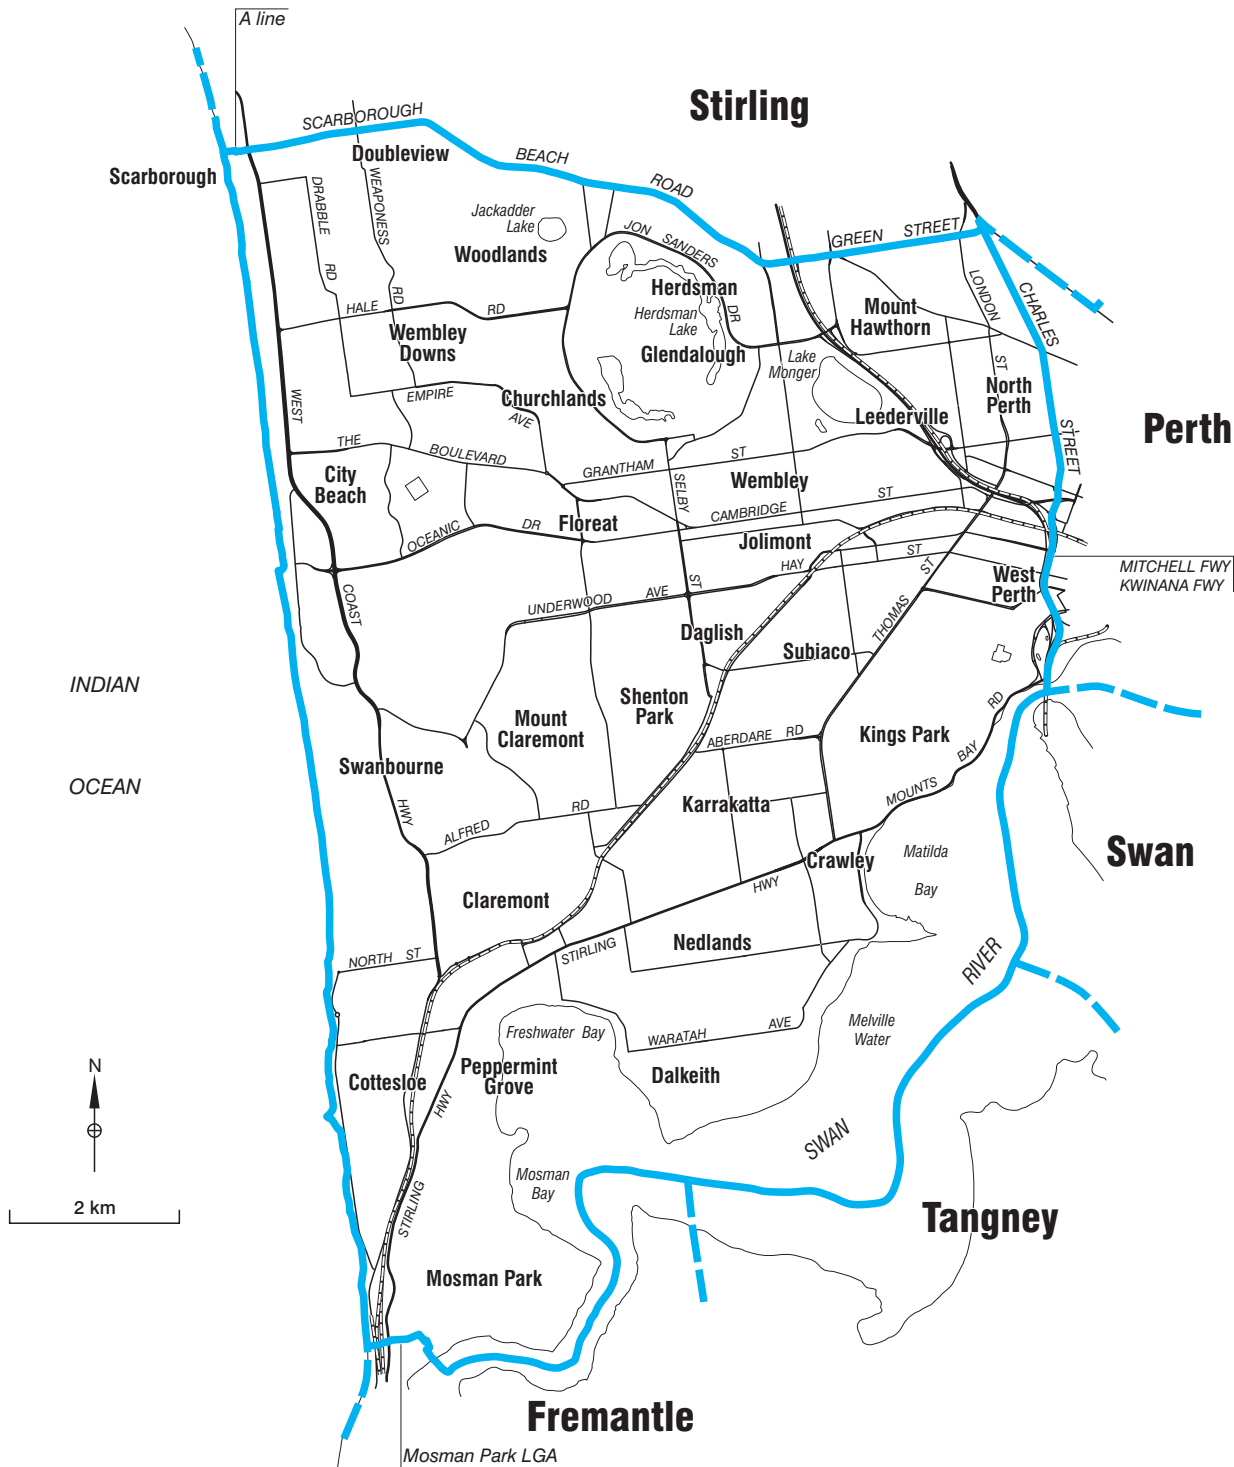 A line
Stirling
SCARBOROUGH
BEACH
ROAD
Doubleview
Scarborough
DRABBLE
RD
WEAPONESS
RD
Jackadder
Lake
Woodlands
JON SANDERS
DR
GREEN STREET
CHARLES
STREET
LONDON
ST
Herdsman
Herdsman
Lake
Glendalough
Mount
Hawthorn
HALE
RD
Wembley
Downs
Lake
Monger
North
Perth
EMPIRE
AVE
Churchlands
Leederville
Perth
WEST
THE
BOULEVARD
GRANTHAM
ST
City
Beach
SELBY
ST
Wembley
CAMBRIDGE
ST
Floreat
OCEANIC
DR
Jolimont
HAY
ST
MITCHELL FWY
KWINANA FWY
West
Perth
COAST
UNDERWOOD
AVE
THOMAS
ST
Daglish
Subiaco
INDIAN
OCEAN
Shenton
Park
Mount
Claremont
ABERDARE RD
Kings Park
MOUNTS
BAY
RD
Swanbourne
HWY
ALFRED
RD
Karrakatta
Crawley
Matilda
Bay
Swan
Claremont
HWY
STIRLING
Nedlands
NORTH ST
RIVER
Freshwater Bay
WARATAH
AVE
Melville
Water
N
Cottesloe
Peppermint
Grove
HWY
Dalkeith
SWAN
2 km
Mosman
Bay
STIRLING
Tangney
Mosman Park
Fremantle
Mosman Park LGA